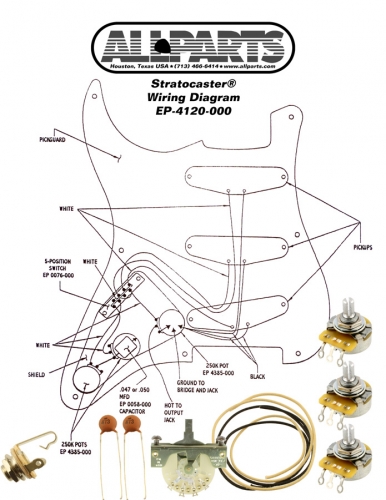 ALLPARTS
Houston, Texas USA ★ (713) 466-6414 ★ allparts.com
Stratocaster®
Wiring Diagram
EP-4120-000
PICKGUARD
WHITE
PICKUPS
5-POSITION
SWITCH
EP 0076-000
WHITE
WHITE
SHIELD
250K POT
EP 4385-000
BLACK
GROUND TO
BRIDGE AND JACK
.047 or .050
MFD
EP 0058-000
CAPACITOR
HOT TO
OUTPUT
JACK
250K POTS
EP 4385-000